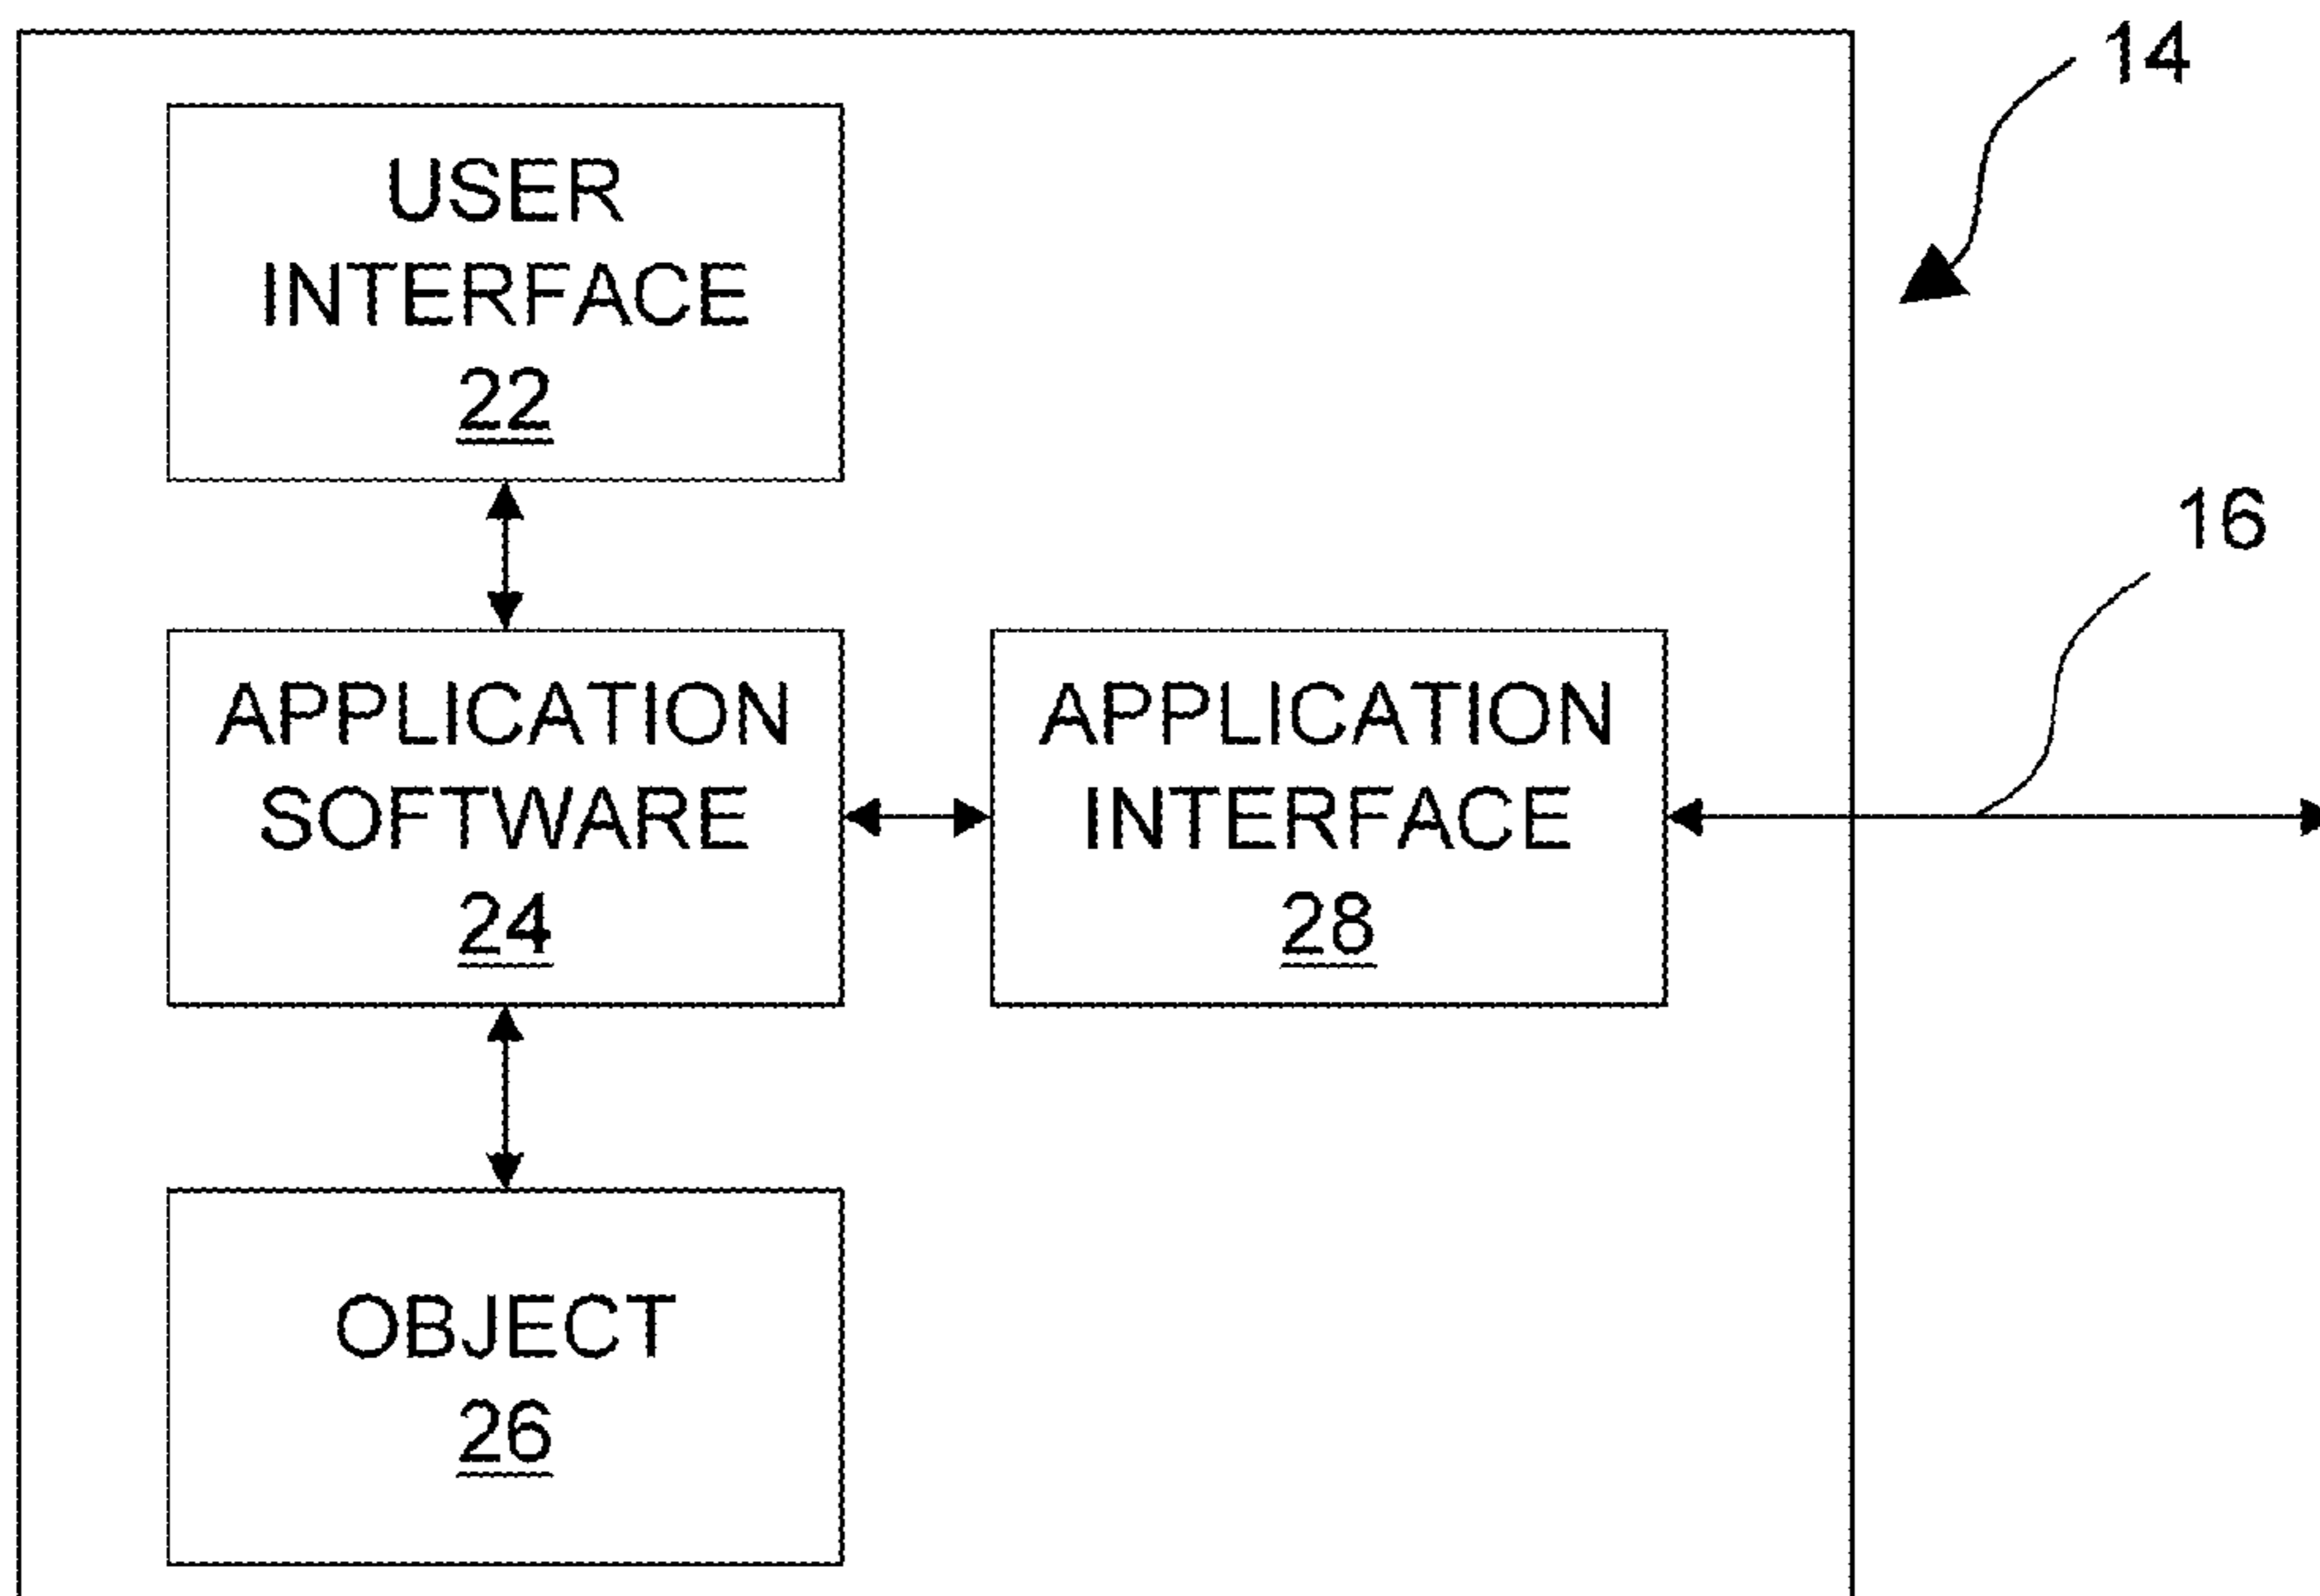 14
USER
INTERFACE
22
16
APPLICATION
SOFTWARE
24
APPLICATION
INTERFACE
28
OBJECT
26